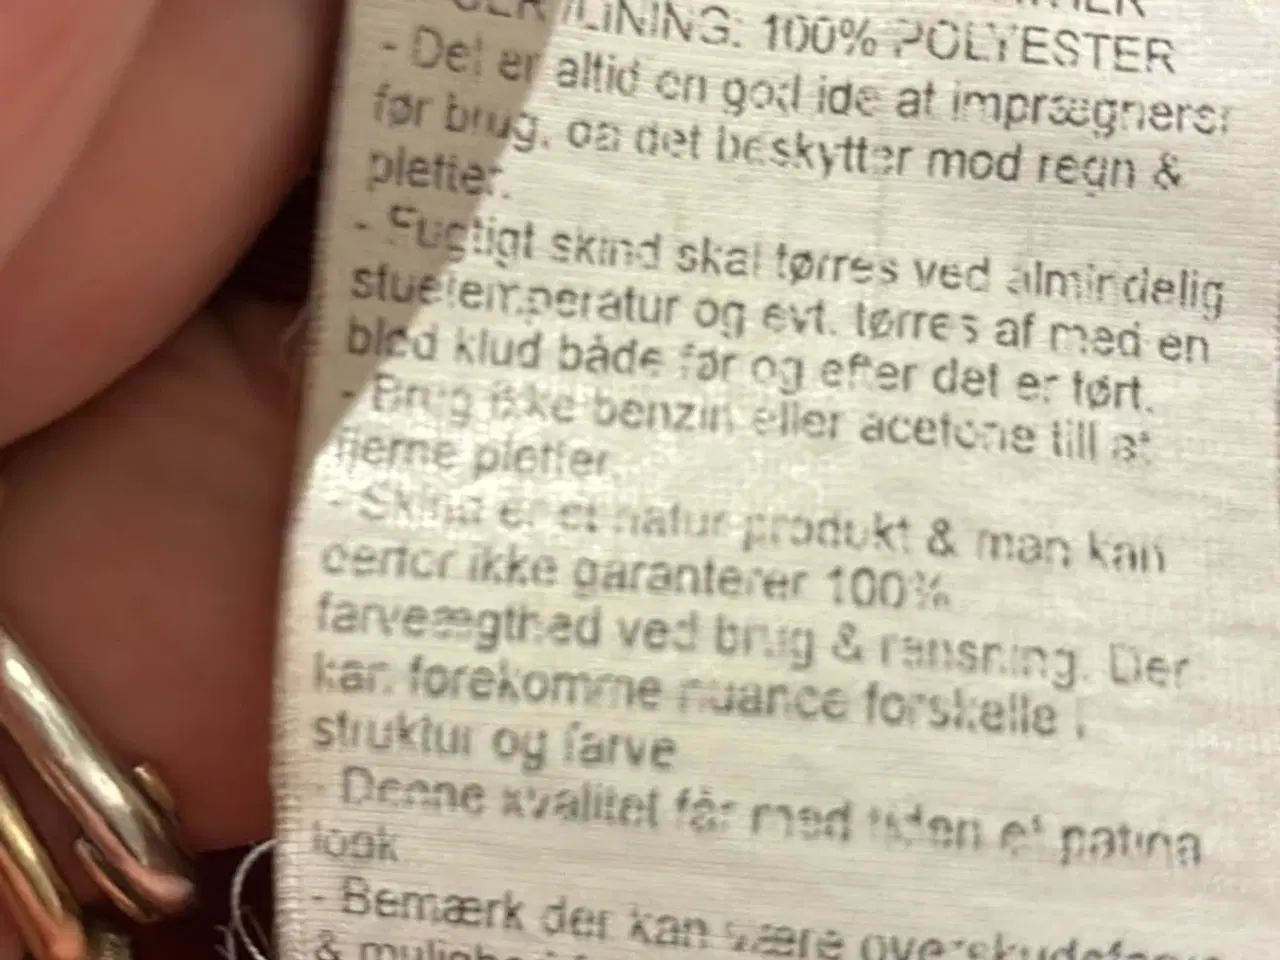 /LINING: 100% POLYESTER
- Det er altid en god ide at imprægnerer
før brug, oa det beskytter mod regn &
pletter.
- Fugtigt skind skal tørres ved almindelig
stuetemperatur og evt. tørres af med en
blød klud både før og efter det er tørt.
- Brug ikke benzin eller acetone till at
fjerne pletter.
- Skind er et natur produkt & man kan
derfor ikke garanterer 100%
farveægthed ved brug & rensning. Der
kan forekomme nuance forskelle i
struktur og farve
- Denne kvalitet får med tiden et patina
look
- Bemærk der kan være
&